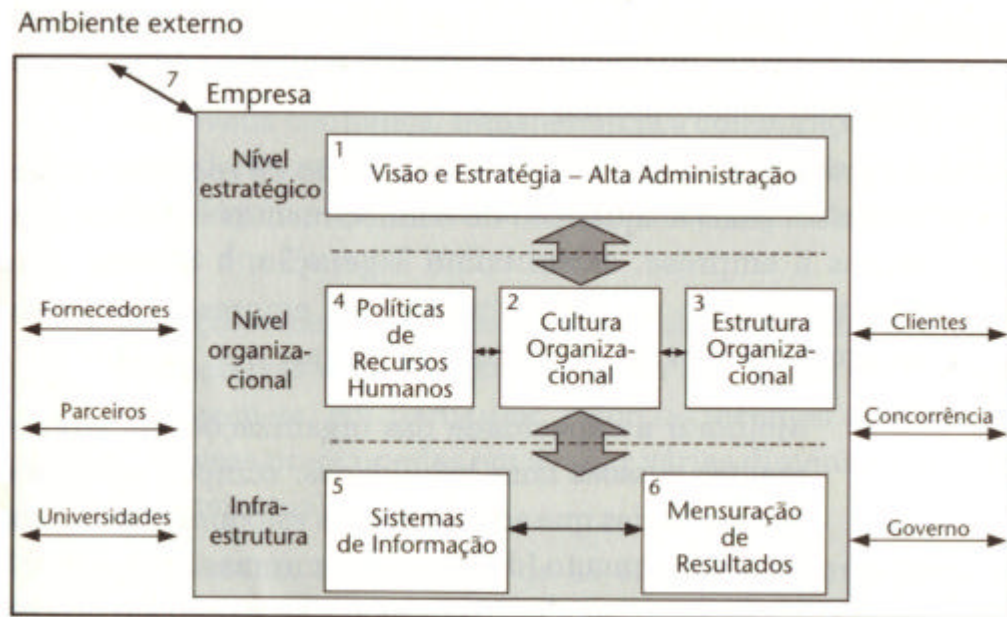 Ambiente externo
7
Empresa
Nível
estratégico
1
Visão e Estratégia – Alta Administração
Fornecedores
Parceiros
Universidades
Nível
organiza-
cional
4
Políticas
de
Recursos
Humanos
2
Cultura
Organiza-
cional
3
Estrutura
Organiza-
cional
Clientes
Concorrência
Governo
Infra-
estrutura
5
Sistemas
de Informação
6
Mensuração
de
Resultados